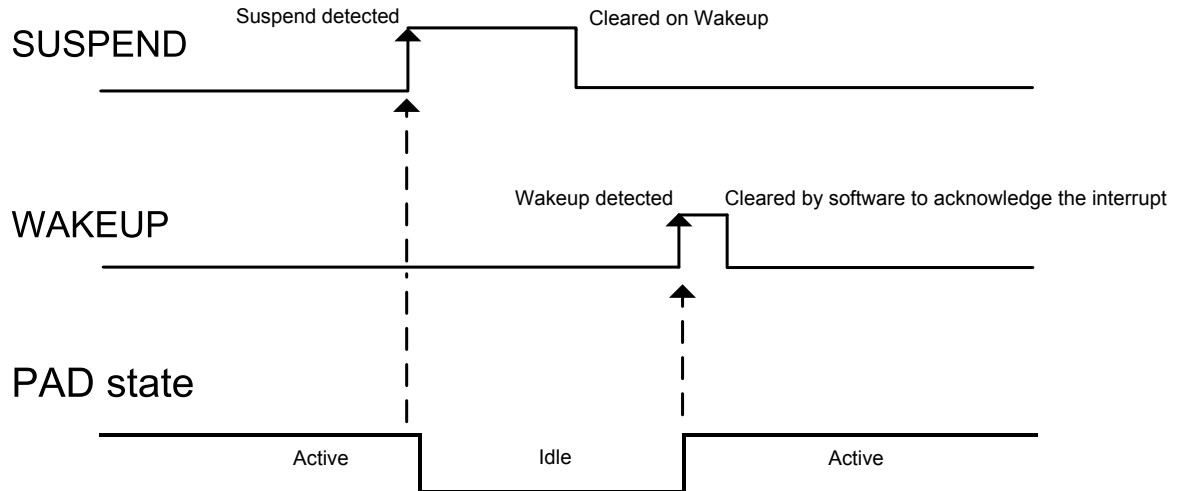 Suspend detected
Cleared on Wakeup
SUSPEND
Wakeup detected
Cleared by software to acknowledge the interrupt
WAKEUP
PAD state
Active
Idle
Active